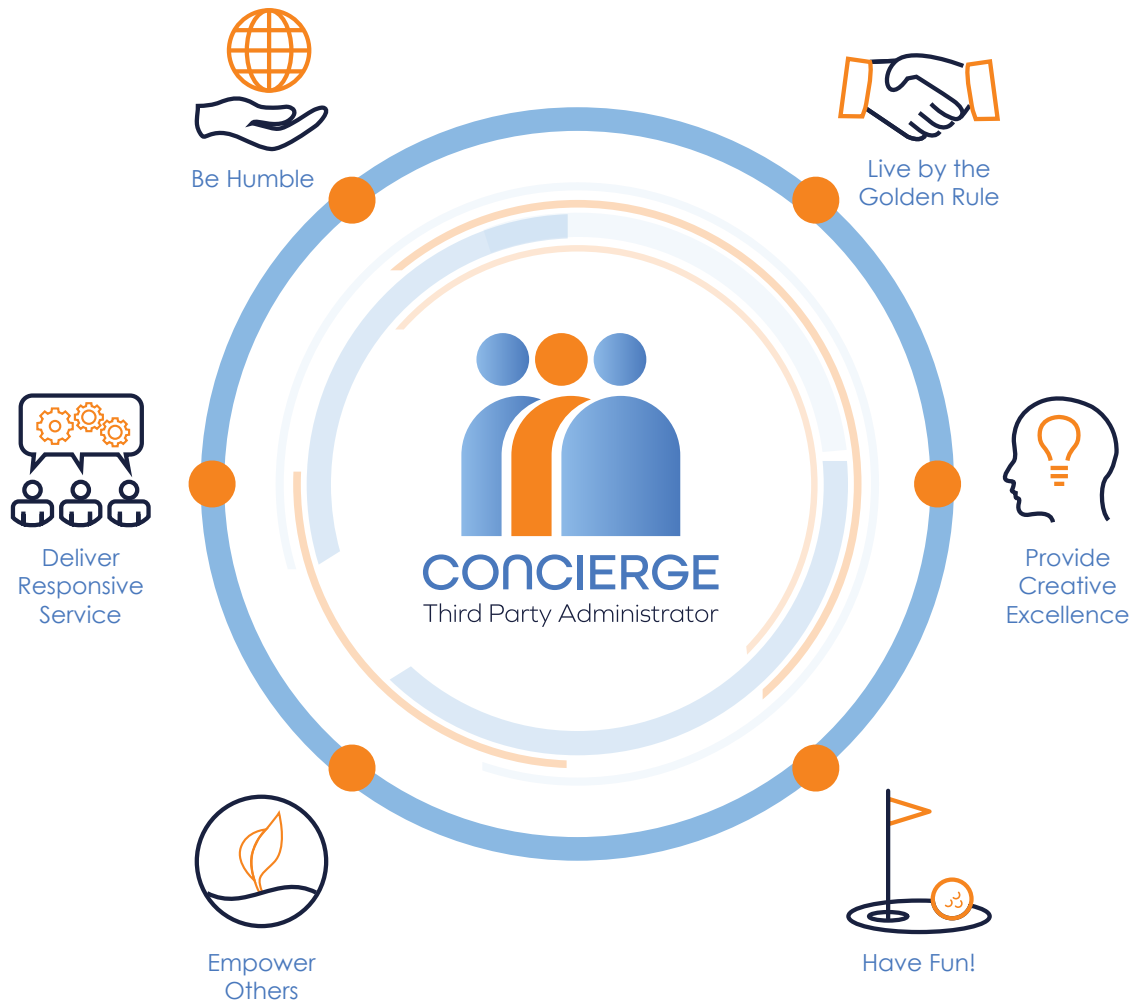 Be Humble
Live by the
Golden Rule
Deliver
Responsive
Service
CONCIERGE
Third Party Administrator
Provide
Creative
Excellence
Empower
Others
Have Fun!